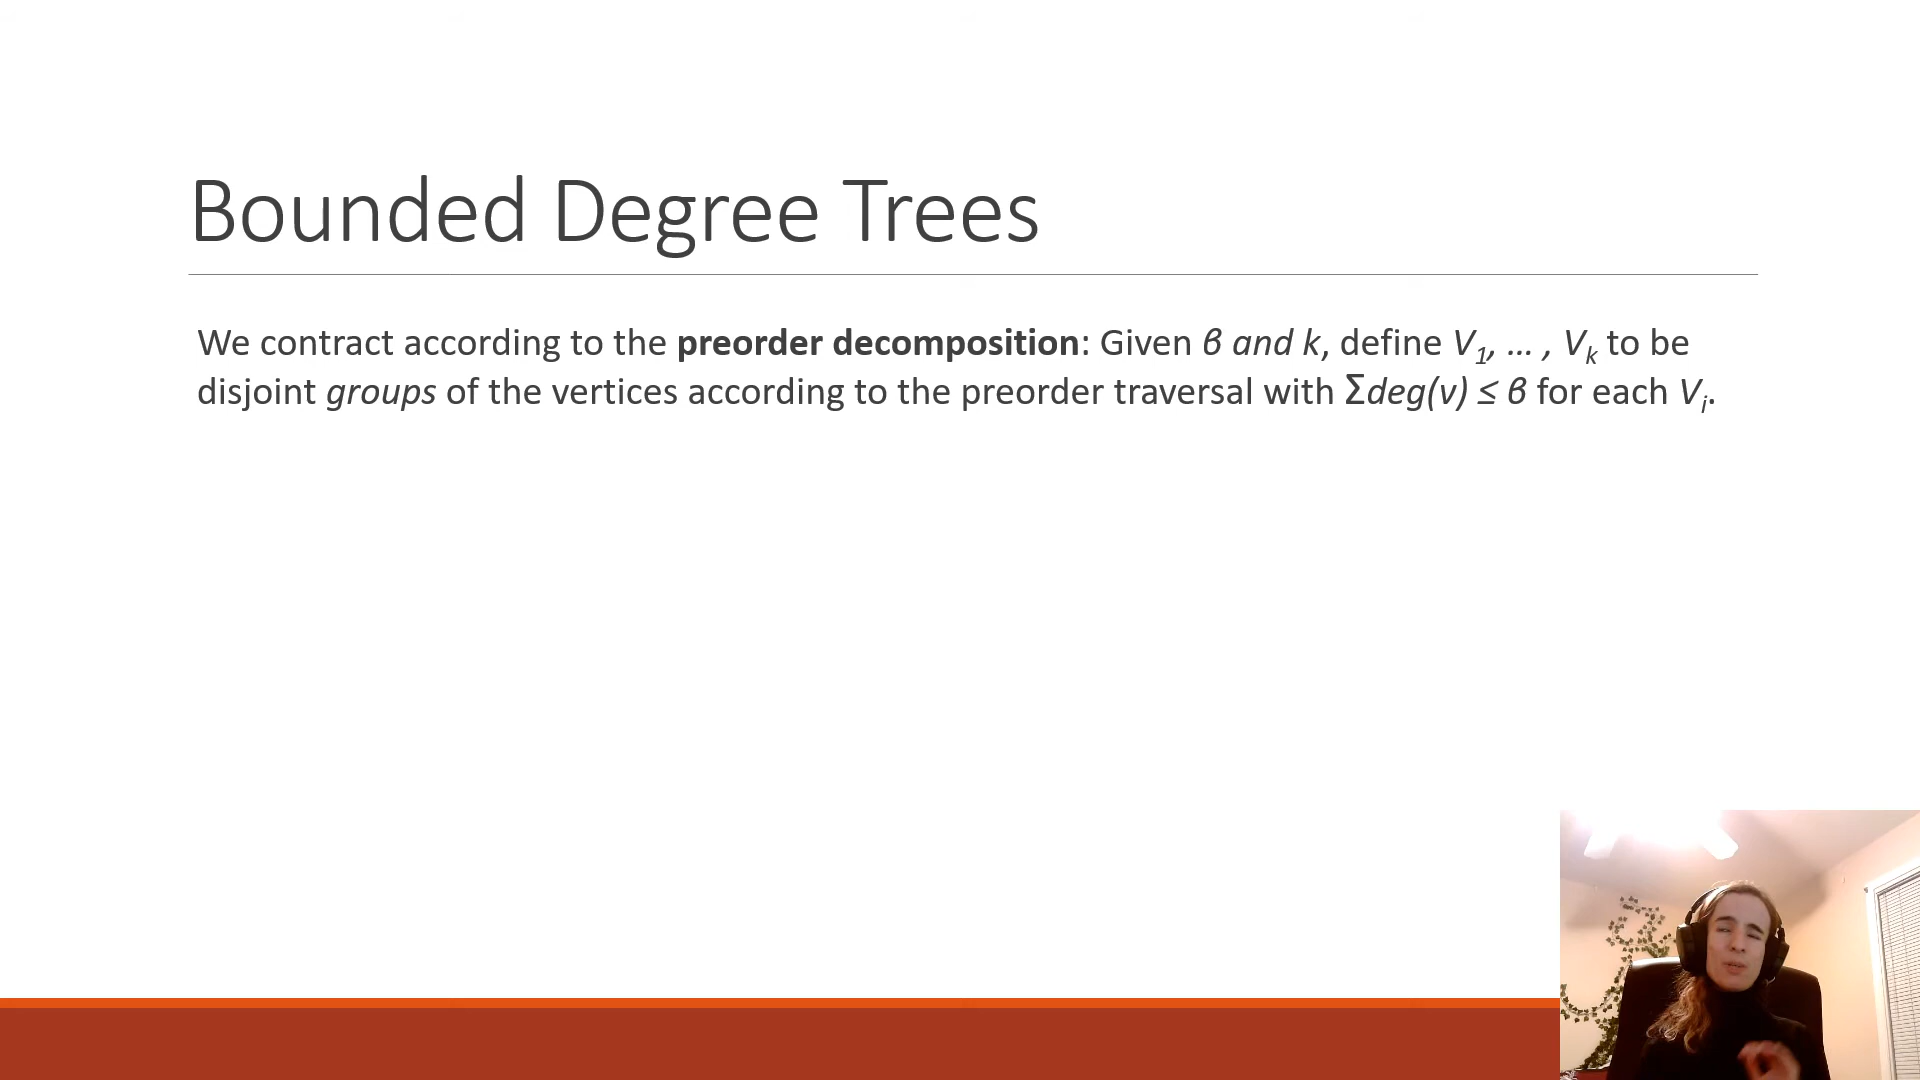 Bounded Degree Trees
We contract according to the preorder decomposition: Given β and k, define V₁, … , Vₖ to be
disjoint groups of the vertices according to the preorder traversal with Σdeg(v) ≤ β for each Vᵢ.